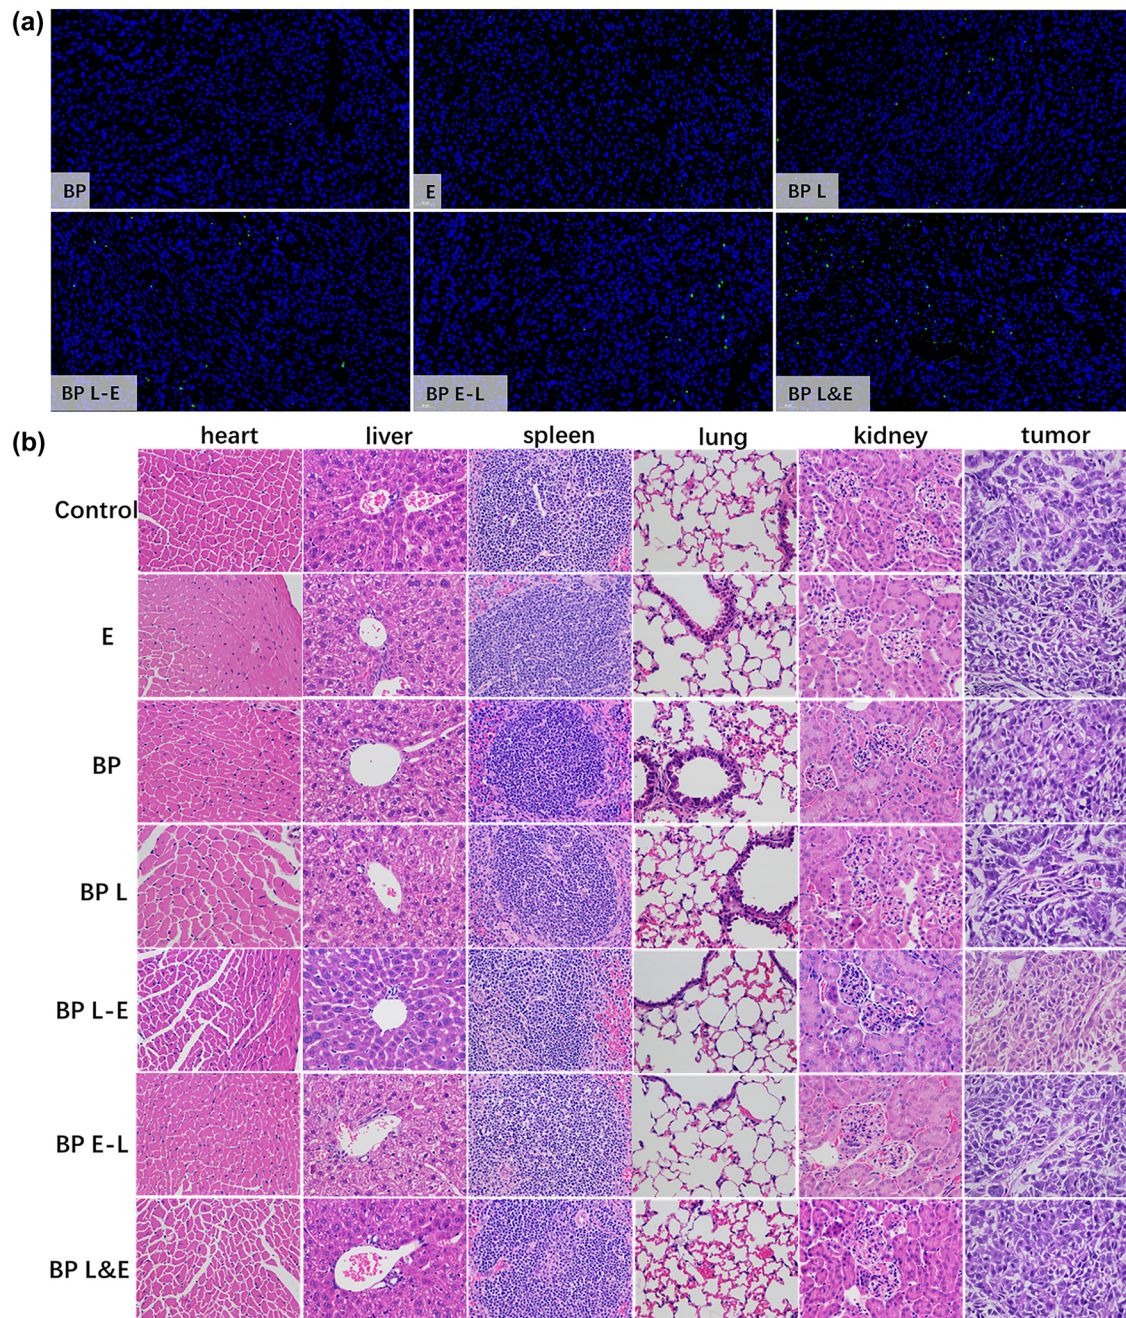 (a)
BP
E
BP L
BP L-E
BP E-L
BP L&E
(b)
heart liver spleen lung kidney tumor
Control
E
BP
BP L
BP L-E
BP E-L
BP L&E